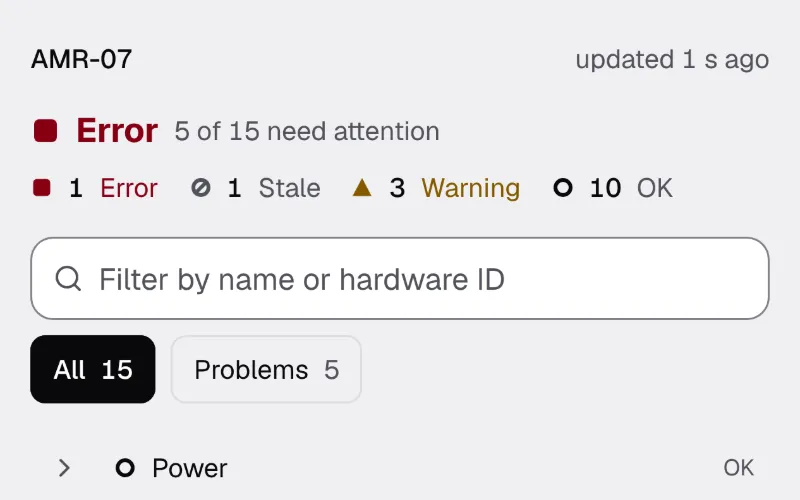 AMR-07 updated 1 s ago
Error 5 of 15 need attention
1 Error 1 Stale 3 Warning 10 OK
Filter by name or hardware ID
All 15 Problems 5
Power OK